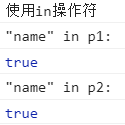 使用in操作符
"name" in p1:
true
"name" in p2:
true